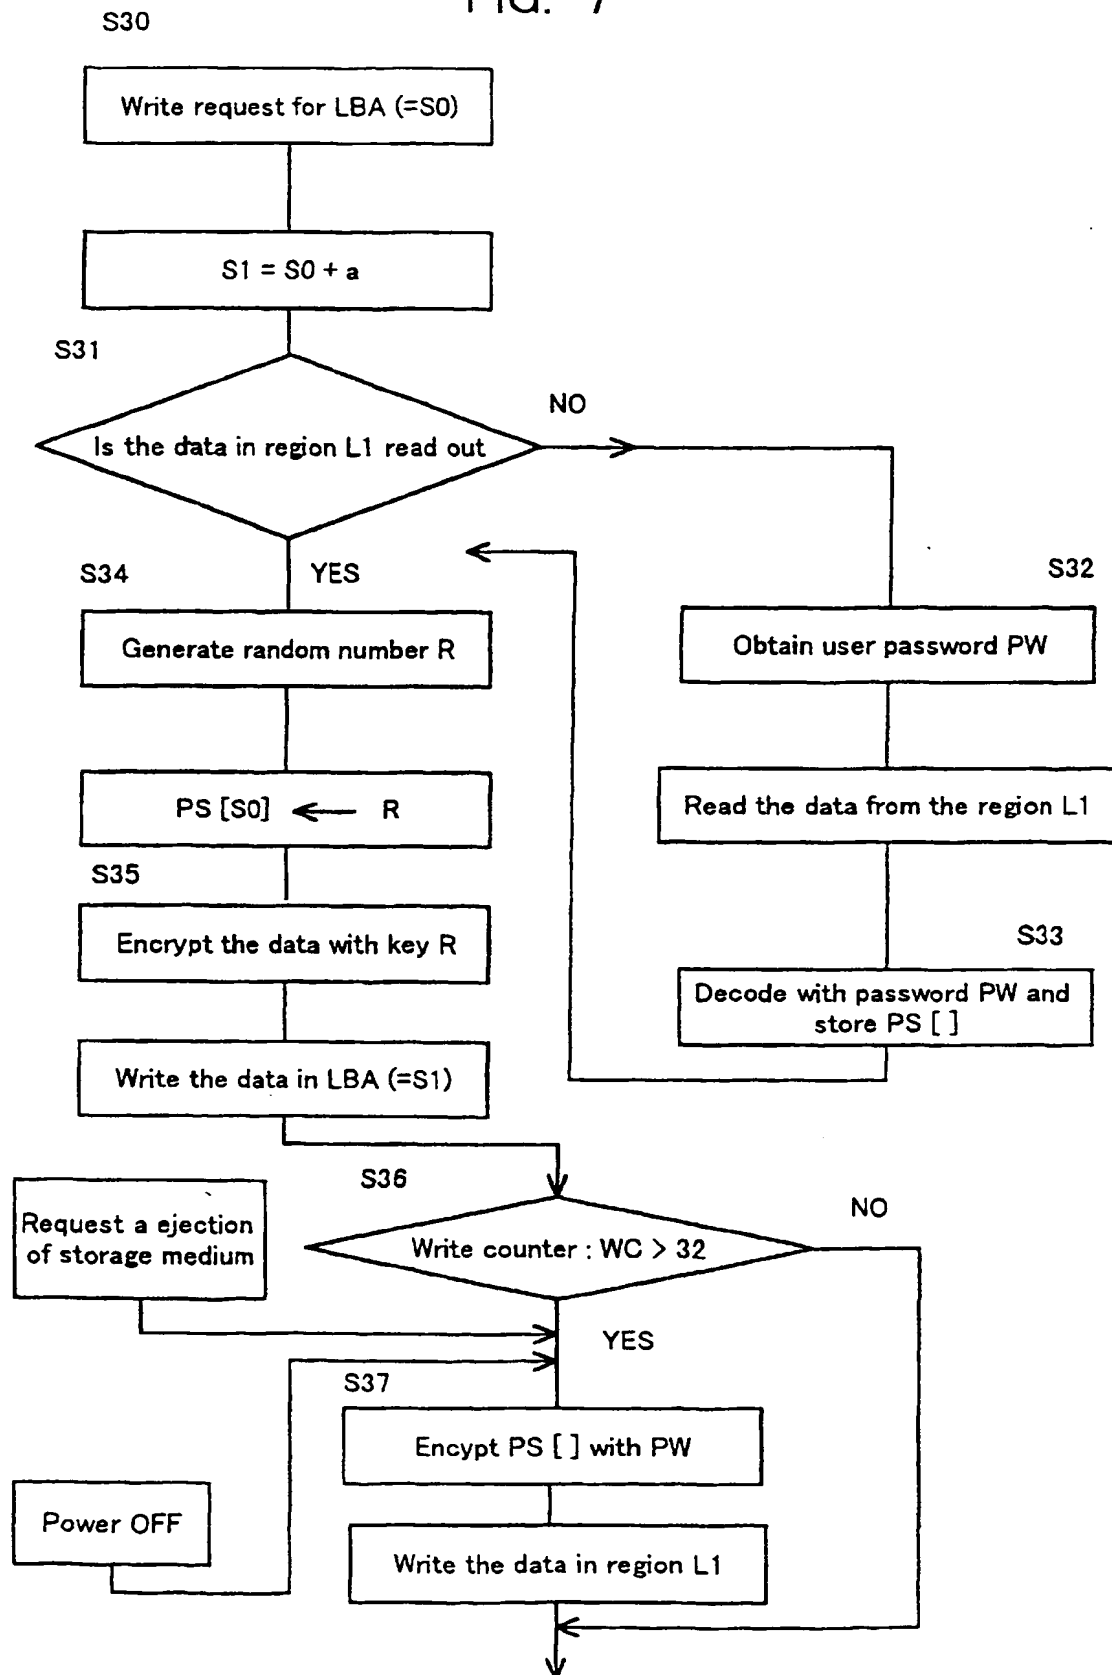 FIG. 7
S30
Write request for LBA (=S0)
S1 = S0 + a
S31
NO
Is the data in region L1 read out
S34
YES
S32
Generate random number R
Obtain user password PW
PS [S0] ← R
Read the data from the region L1
S35
Encrypt the data with key R
S33
Decode with password PW and
store PS [ ]
Write the data in LBA (=S1)
S36
Request a ejection
of storage medium
NO
Write counter : WC > 32
YES
S37
Encypt PS [ ] with PW
Power OFF
Write the data in region L1